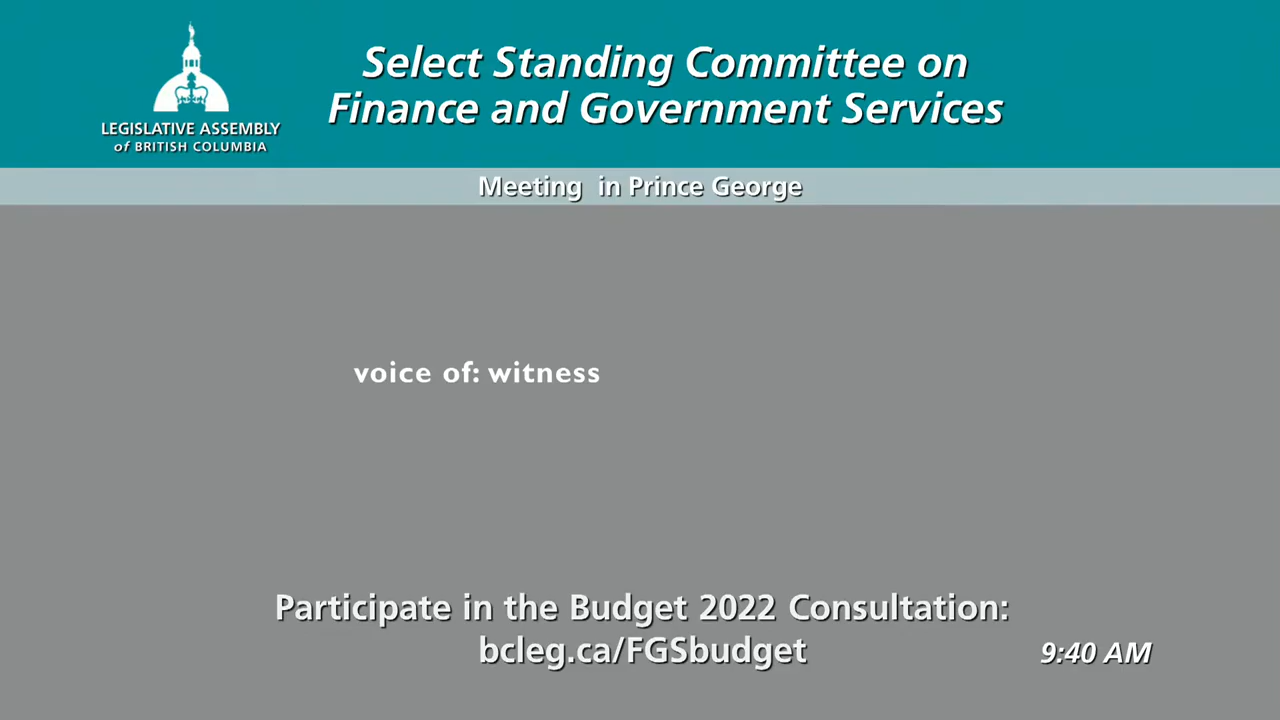 Select Standing Committee on
Finance and Government Services
LEGISLATIVE ASSEMBLY
of BRITISH COLUMBIA
Meeting in Prince George
voice of: witness
Participate in the Budget 2022 Consultation:
bcleg.ca/FGSbudget
9:40 AM